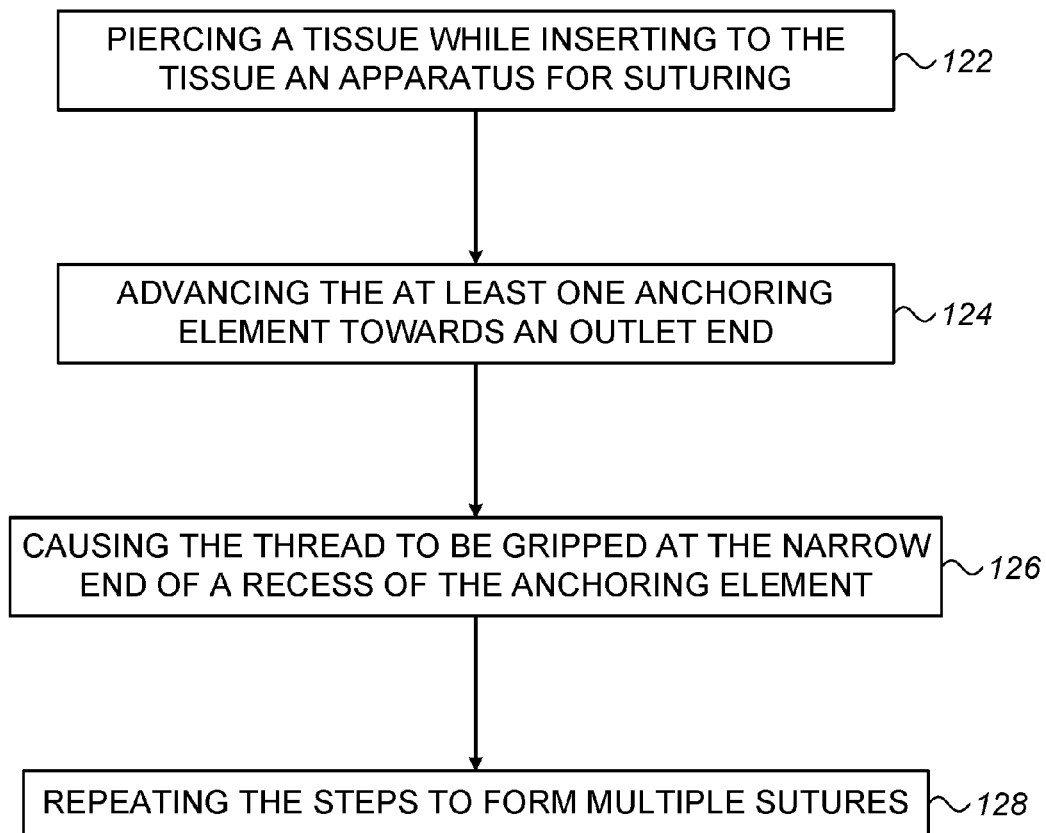 PIERCING A TISSUE WHILE INSERTING TO THE
TISSUE AN APPARATUS FOR SUTURING
122
ADVANCING THE AT LEAST ONE ANCHORING
ELEMENT TOWARDS AN OUTLET END
124
CAUSING THE THREAD TO BE GRIPPED AT THE NARROW
END OF A RECESS OF THE ANCHORING ELEMENT
126
REPEATING THE STEPS TO FORM MULTIPLE SUTURES
128